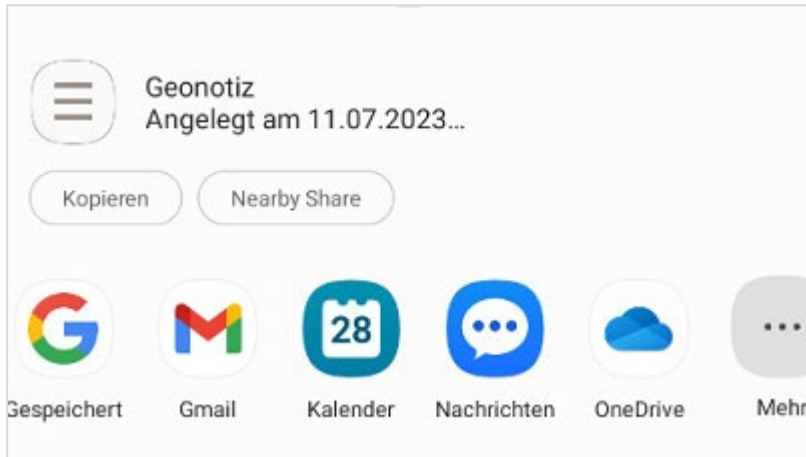 Geonotiz
Angelegt am 11.07.2023...
Kopieren Nearby Share
28
Gespeichert Gmail Kalender Nachrichten OneDrive Mehr